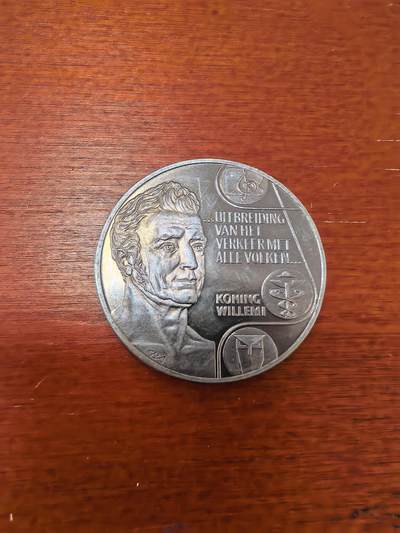 ...UITBREIDING
VAN HET
VERKEER MET
ALLE VOLKEN...
KONING
WILLEM I